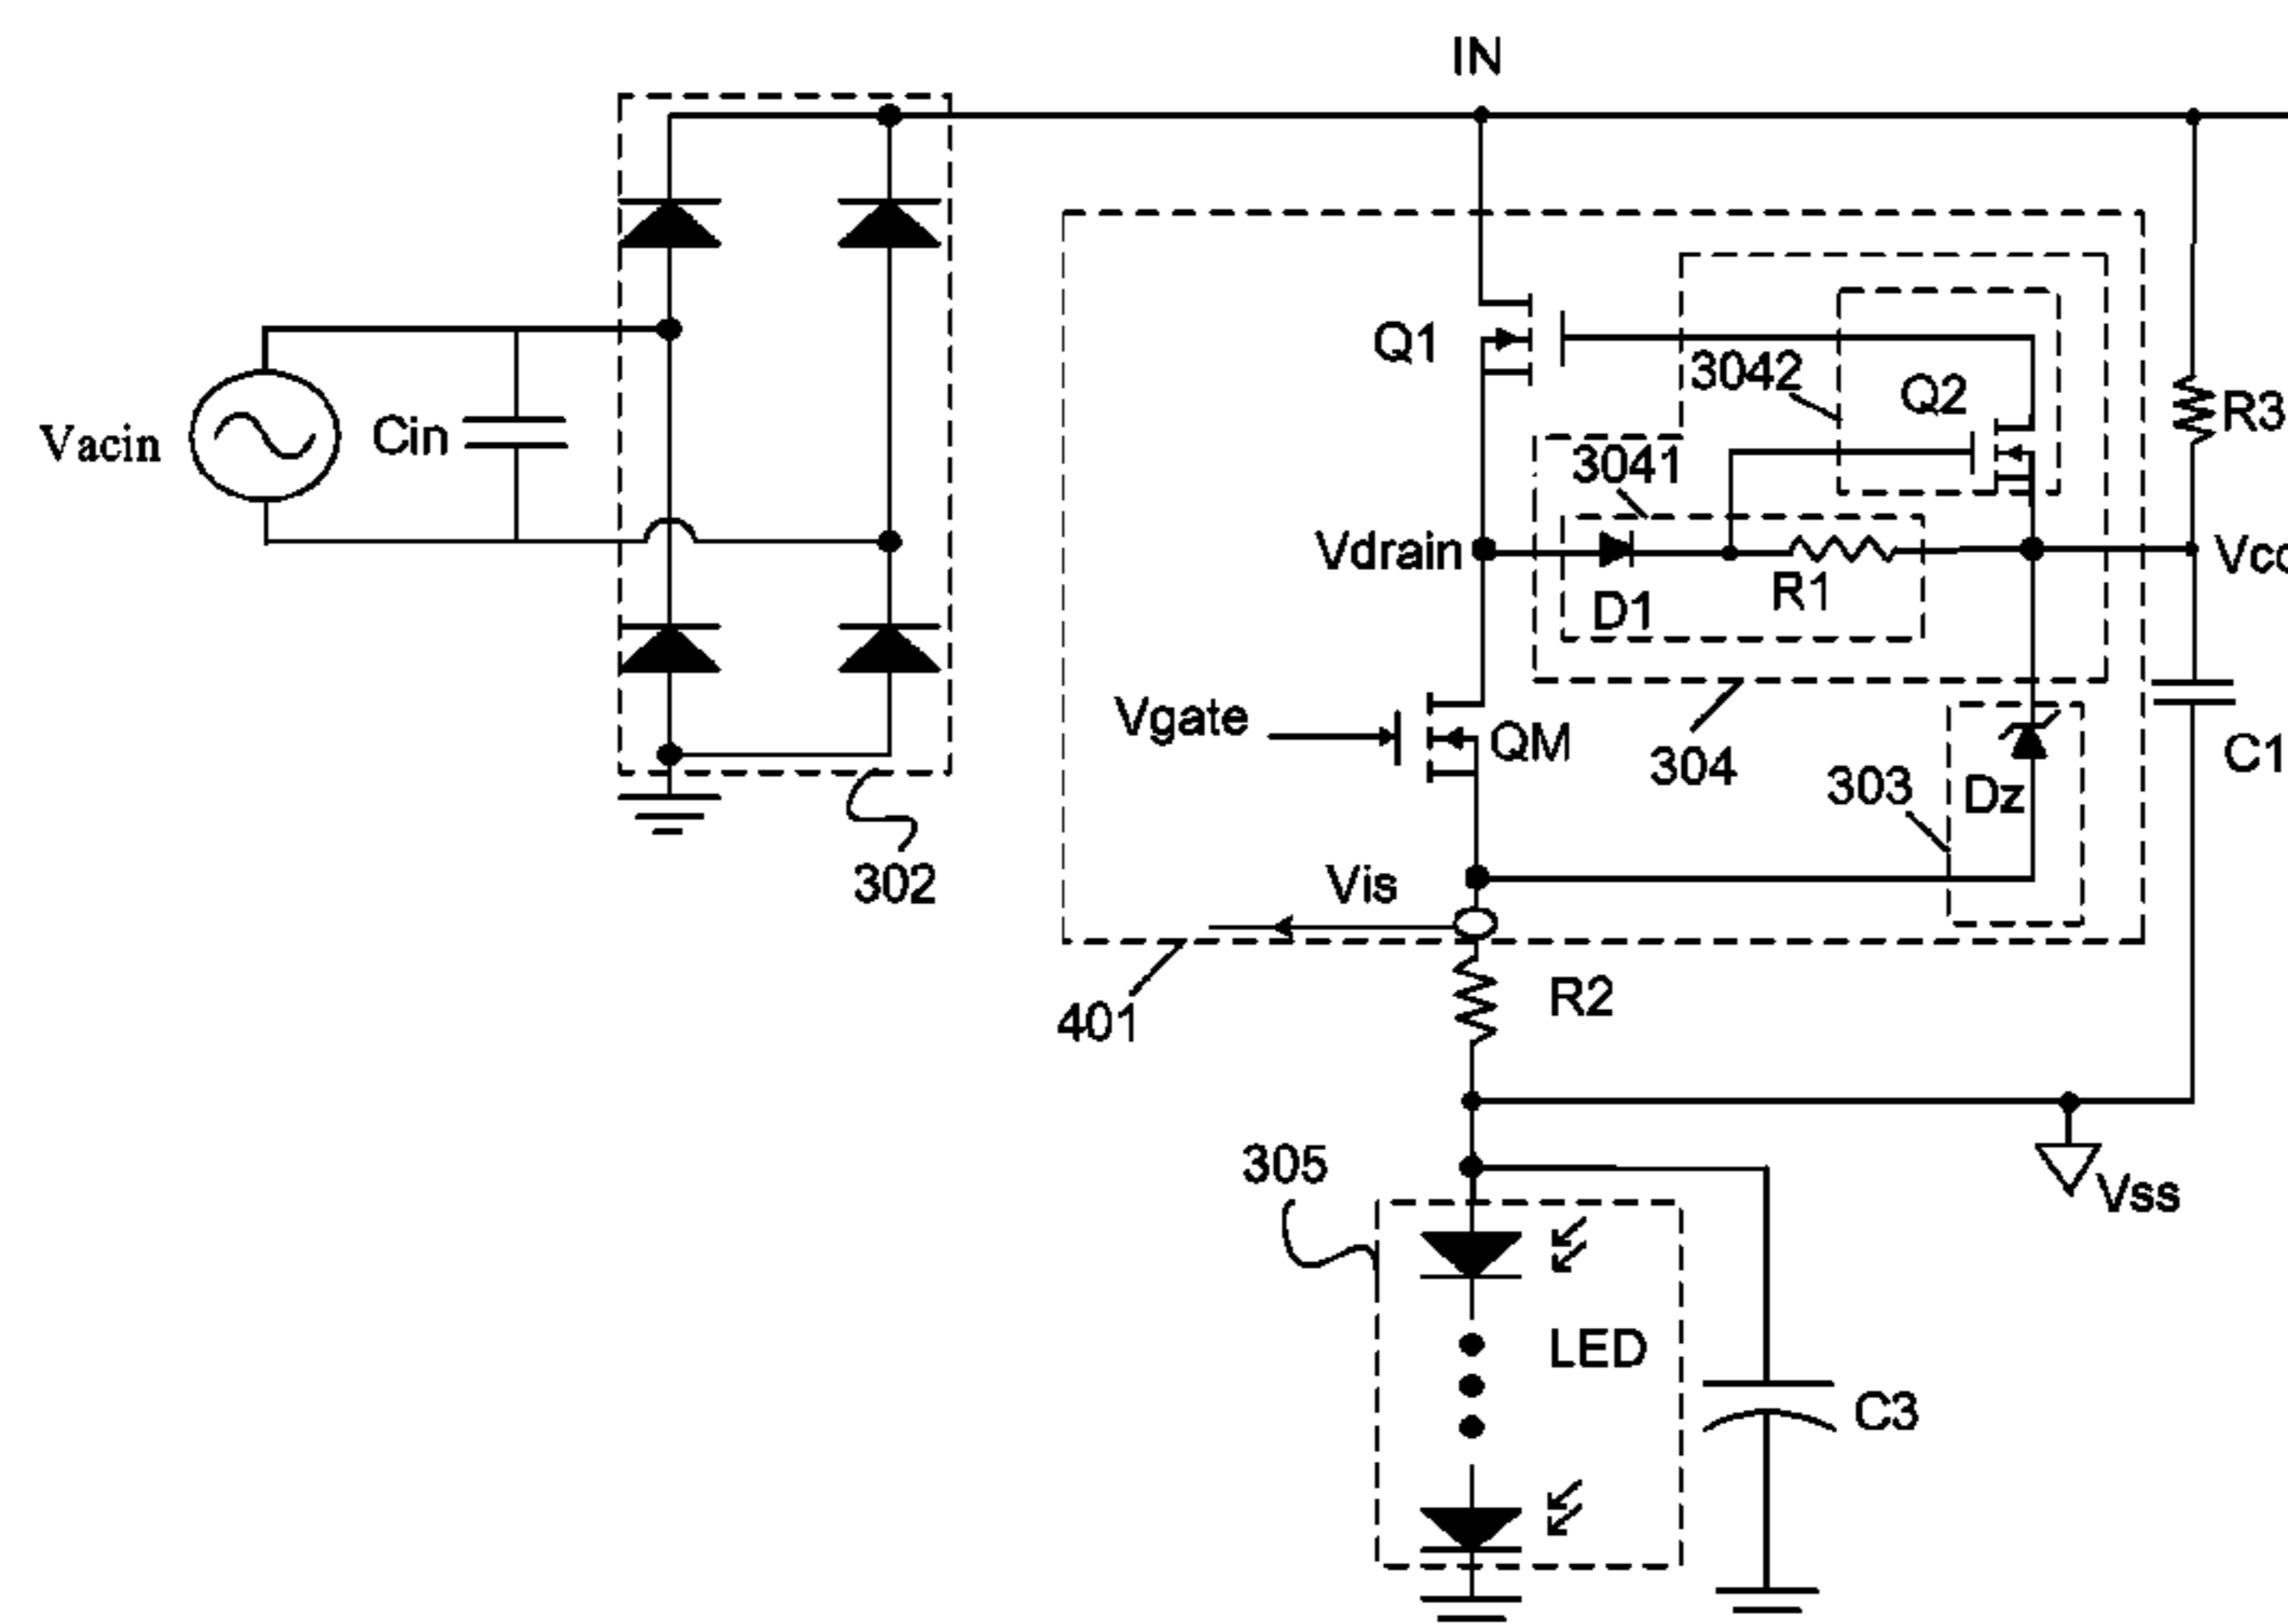 IN
Vacin
Cin
Q1
3042
Q2
R3
3041
Vdrain
D1
R1
Vgate
QM
304
303
Dz
C1
302
Vis
401
R2
305
Vss
LED
C3